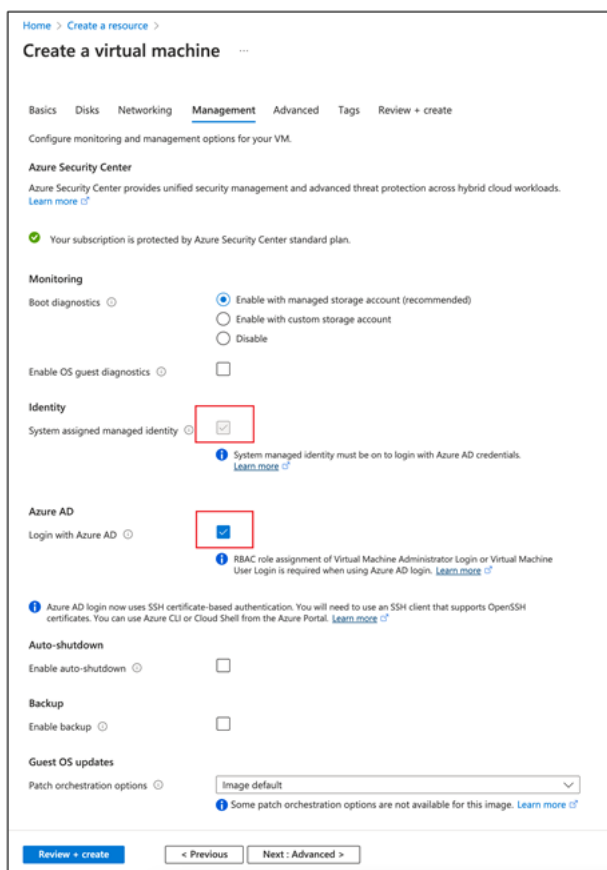 Home > Create a resource >
Create a virtual machine ...
Basics Disks Networking Management Advanced Tags Review + create
Configure monitoring and management options for your VM.
Azure Security Center
Azure Security Center provides unified security management and advanced threat protection across hybrid cloud workloads.
Learn more
Your subscription is protected by Azure Security Center standard plan.
Monitoring
Boot diagnostics
Enable with managed storage account (recommended)
Enable with custom storage account
Disable
Enable OS guest diagnostics
Identity
System assigned managed identity
System managed identity must be on to login with Azure AD credentials.
Learn more
Azure AD
Login with Azure AD
RBAC role assignment of Virtual Machine Administrator Login or Virtual Machine
User Login is required when using Azure AD login. Learn more
Azure AD login now uses SSH certificate-based authentication. You will need to use an SSH client that supports OpenSSH
certificates. You can use Azure CLI or Cloud Shell from the Azure Portal. Learn more
Auto-shutdown
Enable auto-shutdown
Backup
Enable backup
Guest OS updates
Patch orchestration options
Image default
Some patch orchestration options are not available for this image. Learn more
Review + create < Previous Next : Advanced >